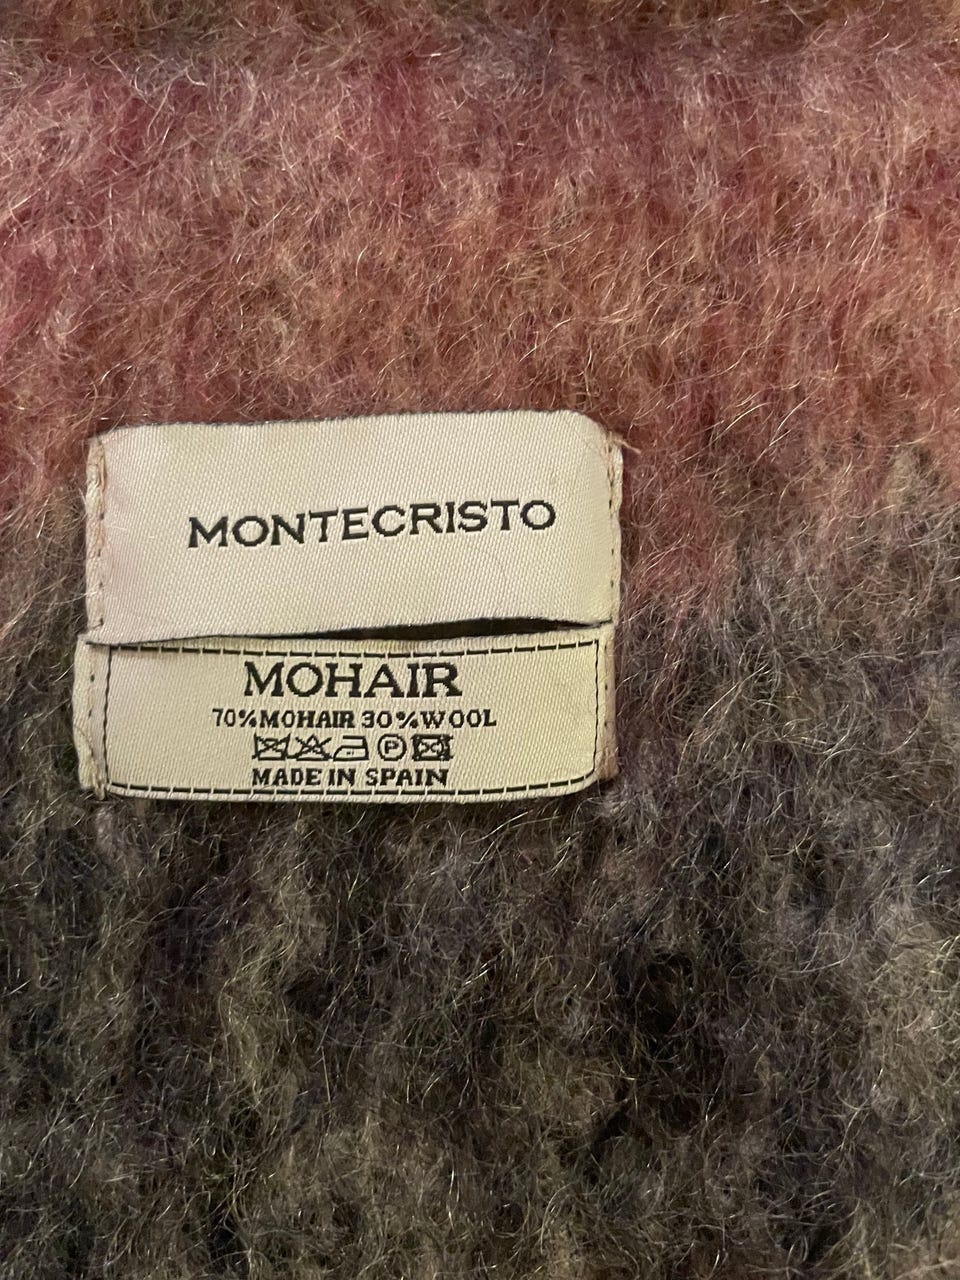 MONTECRISTO
MOHAIR
70%MOHAIR 30%WOOL
P
MADE IN SPAIN